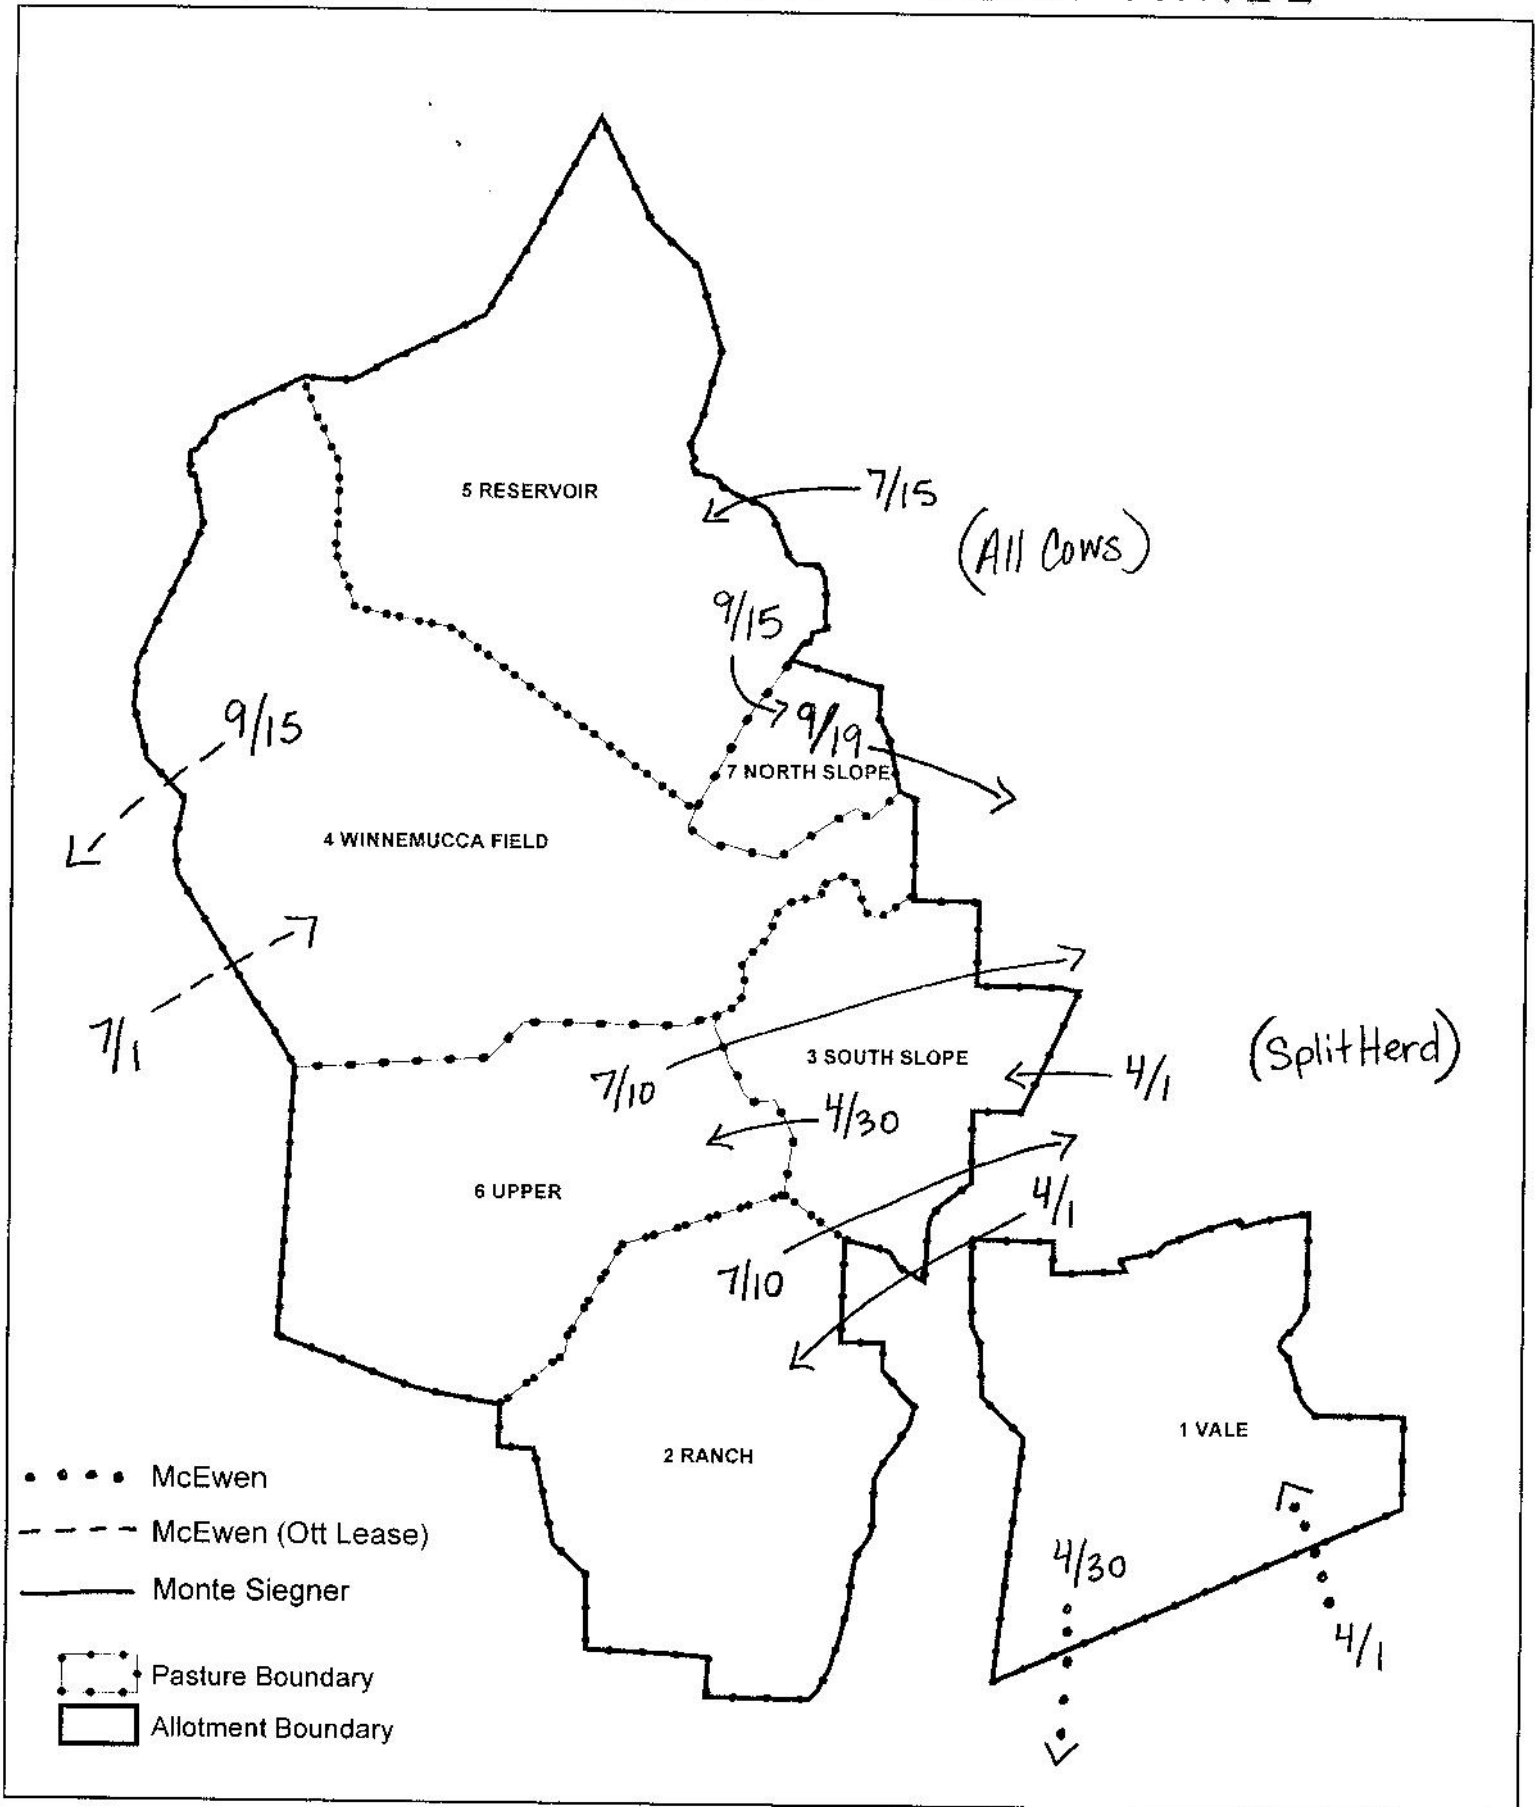 5 RESERVOIR
7/15
(All Cows)
9/15
9/15
9/19
7 NORTH SLOPE
4 WINNEMUCCA FIELD
7/1
3 SOUTH SLOPE
(Split Herd)
7/10
4/1
4/30
6 UPPER
4/1
7/10
1 VALE
2 RANCH
McEwen
McEwen (Ott Lease)
4/30
Monte Siegner
4/1
Pasture Boundary
Allotment Boundary